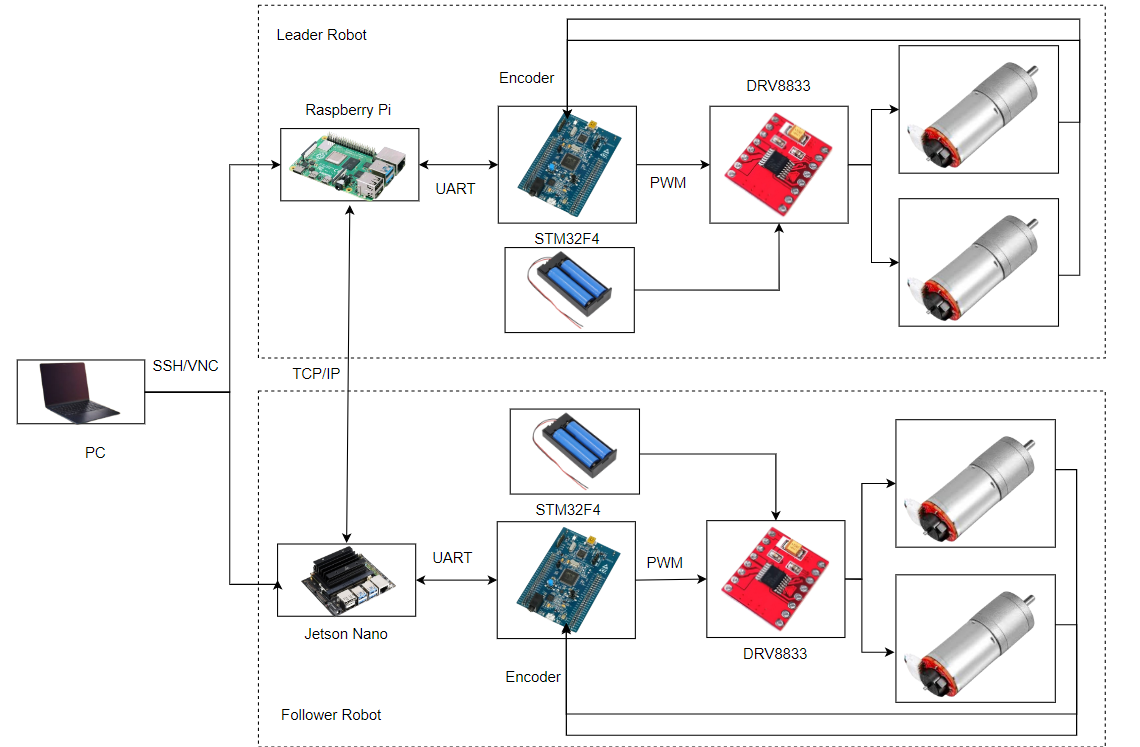 Leader Robot
Encoder
DRV8833
Raspberry Pi
UART
PWM
STM32F4
SSH/VNC
TCP/IP
PC
STM32F4
UART
PWM
Jetson Nano
DRV8833
Encoder
Follower Robot